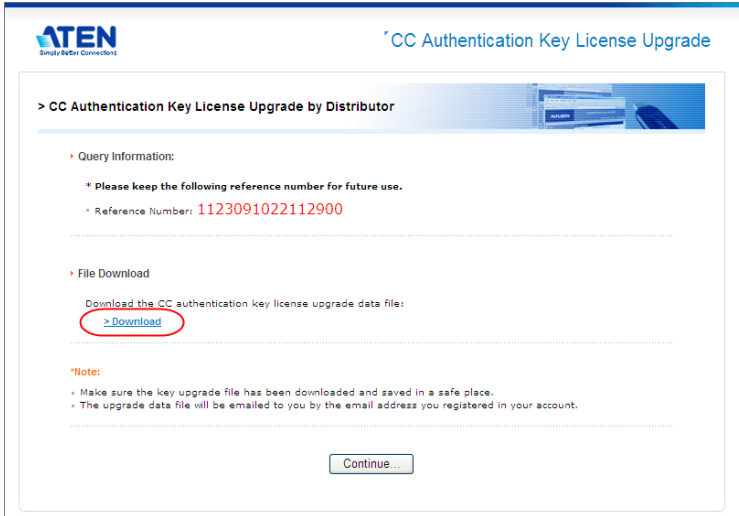 ATEN
Simply Better Connections
CC Authentication Key License Upgrade
> CC Authentication Key License Upgrade by Distributor
Query Information:
* Please keep the following reference number for future use.
Reference Number: 1123091022112900
File Download
Download the CC authentication key license upgrade data file:
> Download
*Note:
Make sure the key upgrade file has been downloaded and saved in a safe place.
The upgrade data file will be emailed to you by the email address you registered in your account.
Continue...